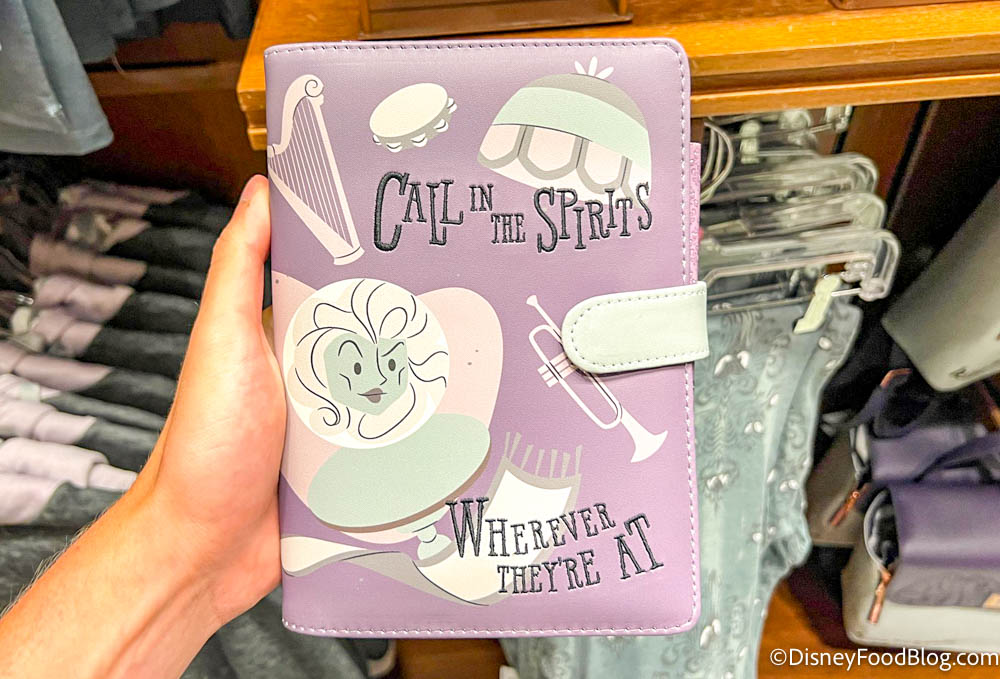 CALL IN
THE SPIRITS
WHEREVER
THEY'RE AT
©DisneyFoodBlog.com